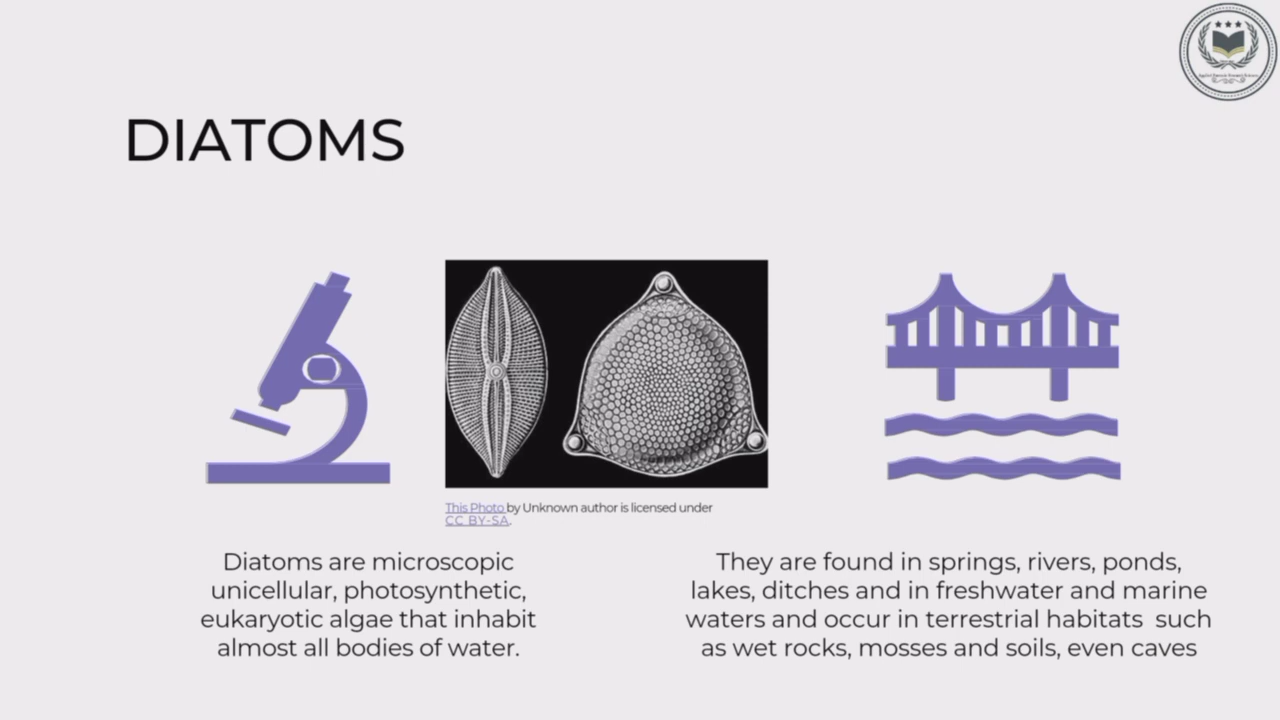 DIATOMS
This Photo by Unknown author is licensed under
CC BY-SA.
Diatoms are microscopic
unicellular, photosynthetic,
eukaryotic algae that inhabit
almost all bodies of water.
They are found in springs, rivers, ponds,
lakes, ditches and in freshwater and marine
waters and occur in terrestrial habitats such
as wet rocks, mosses and soils, even caves